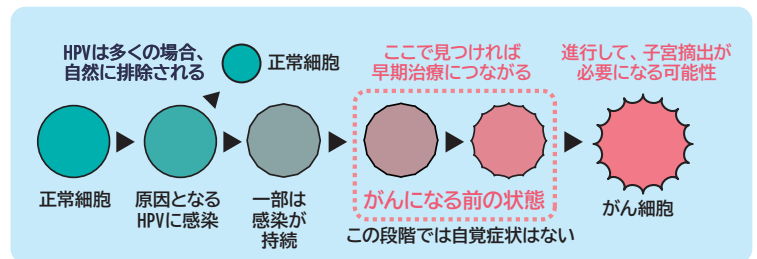 HPVは多くの場合、
自然に排除される
正常細胞
ここで見つければ
早期治療につながる
進行して、子宮摘出が
必要になる可能性
正常細胞
原因となる
HPVに感染
一部は
感染が
持続
がんになる前の状態
この段階では自覚症状はない
がん細胞